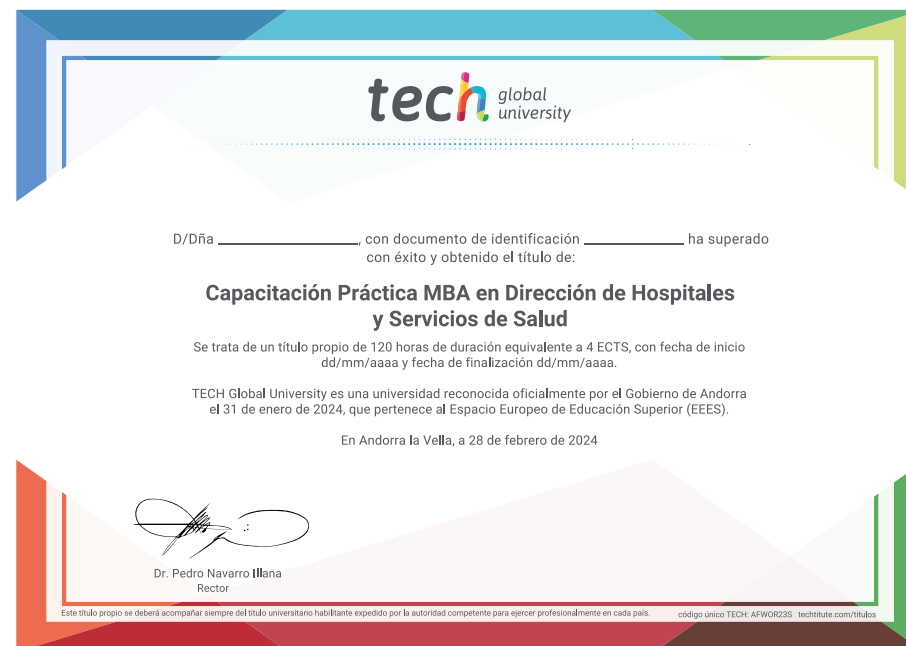 tech global university
D/Dña ________________, con documento de identificación ____________ ha superado
con éxito y obtenido el título de:
Capacitación Práctica MBA en Dirección de Hospitales
y Servicios de Salud
Se trata de un título propio de 120 horas de duración equivalente a 4 ECTS, con fecha de inicio
dd/mm/aaaa y fecha de finalización dd/mm/aaaa.
TECH Global University es una universidad reconocida oficialmente por el Gobierno de Andorra
el 31 de enero de 2024, que pertenece al Espacio Europeo de Educación Superior (EEES).
En Andorra la Vella, a 28 de febrero de 2024
Dr. Pedro Navarro Illana
Rector
Este título propio se deberá acompañar siempre del título universitario habilitante expedido por la autoridad competente para ejercer profesionalmente en cada país.
código único TECH: AFWOR23S techtitute.com/titulos